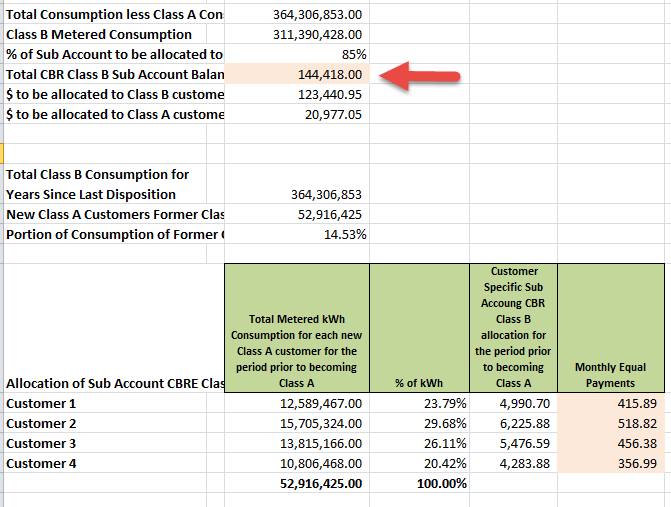 Total Consumption less Class A Con 364,306,853.00
Class B Metered Consumption 311,390,428.00
% of Sub Account to be allocated to 85%
Total CBR Class B Sub Account Balan 144,418.00
$ to be allocated to Class B custome 123,440.95
$ to be allocated to Class A custome 20,977.05
Total Class B Consumption for
Years Since Last Disposition 364,306,853
New Class A Customers Former Clas 52,916,425
Portion of Consumption of Former 14.53%
Customer
Specific Sub
Accoung CBR
Class B
allocation for
the period prior
to becoming
Class A
Total Metered kWh
Consumption for each new
Class A customer for the
period prior to becoming
Class A
% of kWh
Monthly Equal
Payments
Allocation of Sub Account CBRE Clas
Customer 1 12,589,467.00 23.79% 4,990.70 415.89
Customer 2 15,705,324.00 29.68% 6,225.88 518.82
Customer 3 13,815,166.00 26.11% 5,476.59 456.38
Customer 4 10,806,468.00 20.42% 4,283.88 356.99
52,916,425.00 100.00%